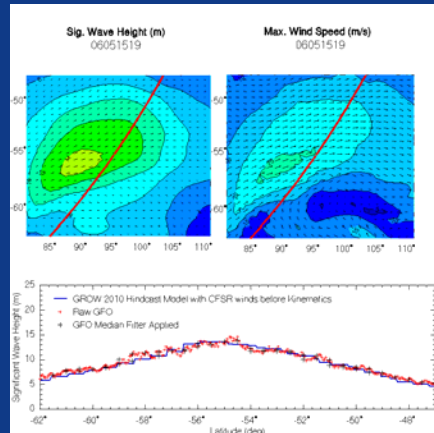 Sig. Wave Height (m)
06051519
Max. Wind Speed (m/s)
06051519
-50°
-55°
-60°
85° 90° 95° 100° 105° 110°
-50°
-55°
-60°
85° 90° 95° 100° 105° 110°
Significant Wave Height (m)
25
20
15
10
5
0
GROW 2010 Hindcast Model with CFSR winds before Kinematics
Raw GFO
GFO Median Filter Applied
-62° -60° -58° -56° -54° -52° -50° -48°
Latitude (deg)